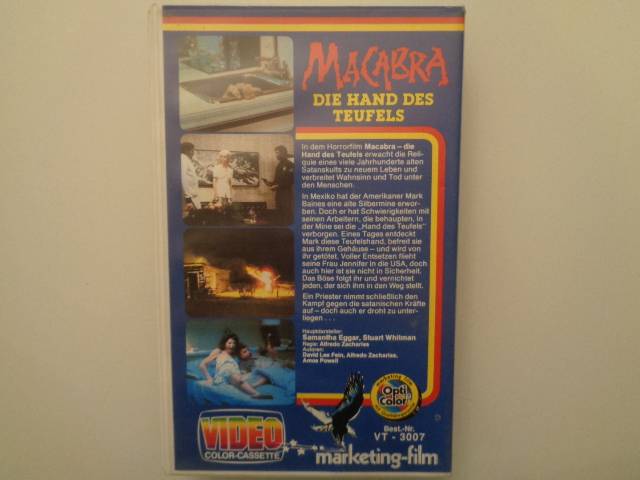 MACABRA
DIE HAND DES
TEUFELS
In dem Horrorfilm Macabra – die
Hand des Teufels erwacht die Reli-
quie eines viele Jahrhunderte alten
Satanskults zu neuem Leben und
verbreitet Wahnsinn und Tod unter
den Menschen.
In Mexiko hat der Amerikaner Mark
Baines eine alte Silbermine erwor-
ben. Doch er hat Schwierigkeiten mit
seinen Arbeitern, die behaupten, in
der Mine sei die „Hand des Teufels"
verborgen. Eines Tages entdeckt
Mark diese Teufelshand, befreit sie
aus ihrem Gehäuse – und wird von
ihr getötet. Voller Entsetzen flieht
seine Frau Jennifer in die USA, doch
auch hier ist sie nicht in Sicherheit.
Das Böse folgt ihr und vernichtet
jeden, der sich ihm in den Weg stellt.
Ein Priester nimmt schließlich den
Kampf gegen die satanischen Kräfte
auf – doch auch er droht zu unter-
liegen . . .
Hauptdarsteller:
Samantha Eggar, Stuart Whitman
Regie: Alfredo Zacharias
Autoren:
David Lee Fein, Alfredo Zacharias,
Amos Powell
VIDEO
COLOR-CASSETTE
marketing film
Opti
Color
Best.-Nr.
VT - 3007
marketing-film